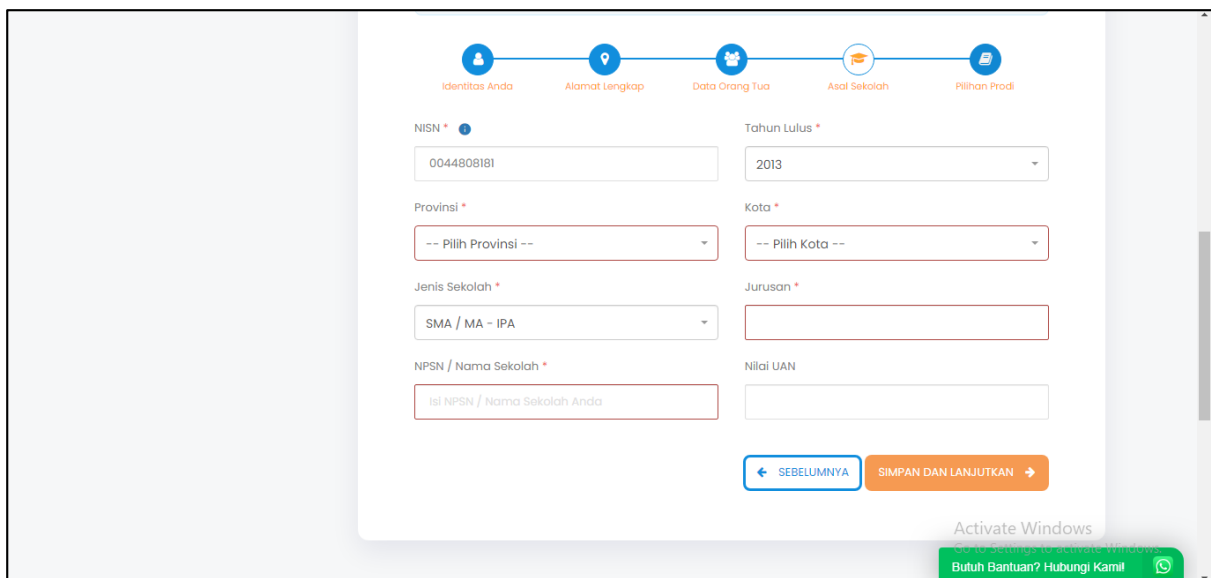 Identitas Anda
Alamat Lengkap
Data Orang Tua
Asal Sekolah
Pilihan Prodi
NISN *
Tahun Lulus *
0044808181
2013
Provinsi *
Kota *
-- Pilih Provinsi --
-- Pilih Kota --
Jenis Sekolah *
Jurusan *
SMA / MA - IPA
NPSN / Nama Sekolah *
Nilai UAN
Isi NPSN / Nama Sekolah Anda
SEBELUMNYA
SIMPAN DAN LANJUTKAN
Activate Windows
Go to Settings to activate Windows.
Butuh Bantuan? Hubungi Kami!